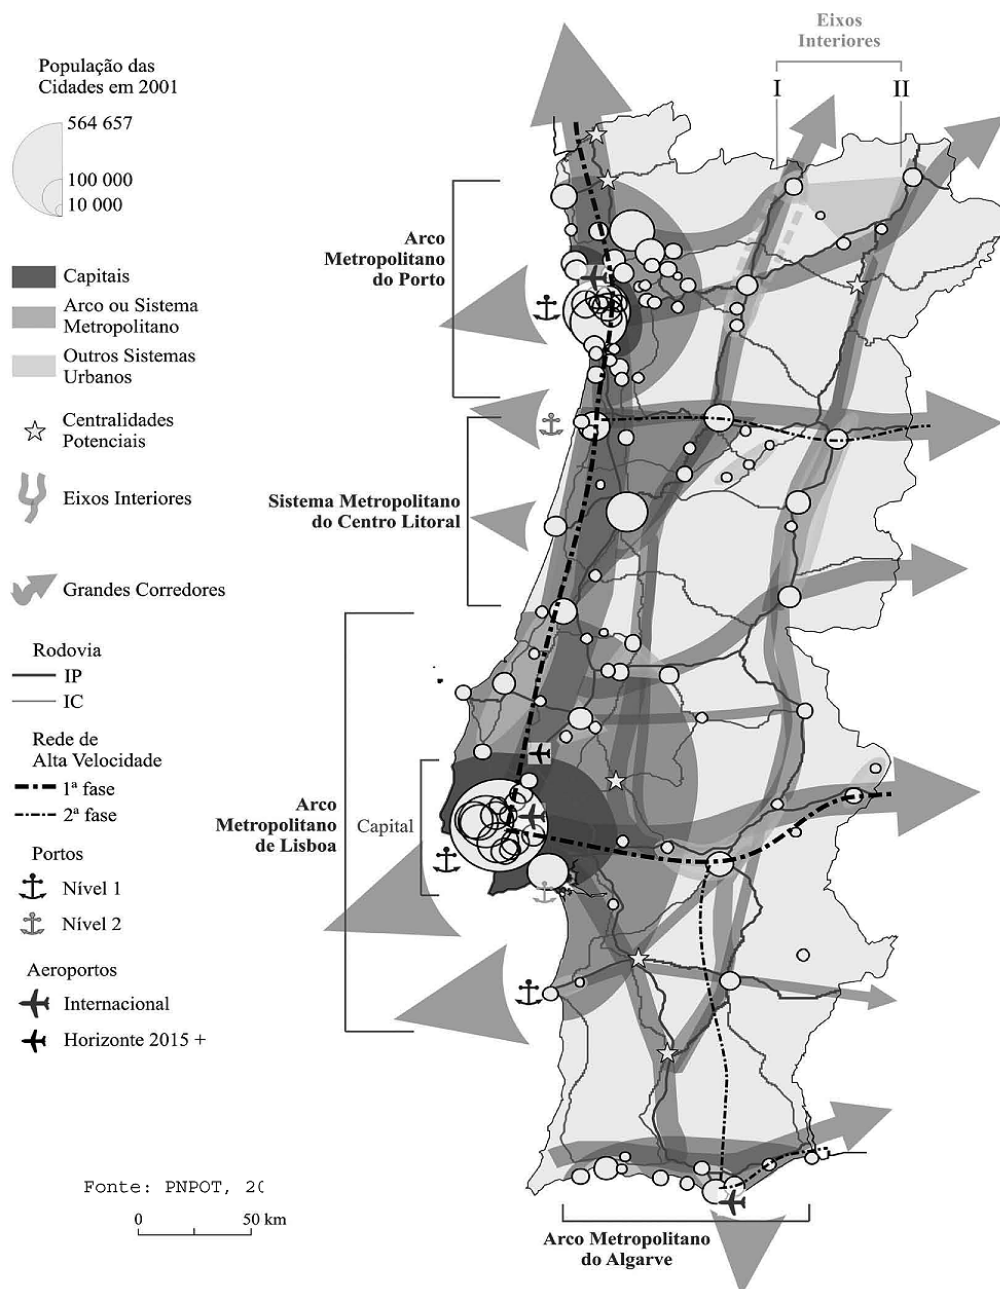 Eixos
Interiores
I
II
População das
Cidades em 2001
564 657
100 000
10 000
Capitais
Arco ou Sistema
Metropolitano
Outros Sistemas
Urbanos
Centralidades
Potenciais
Eixos Interiores
Grandes Corredores
Rodovia
IP
IC
Rede de
Alta Velocidade
1ª fase
2ª fase
Portos
Nível 1
Nível 2
Aeroportos
Internacional
Horizonte 2015 +
Arco
Metropolitano
do Porto
Sistema Metropolitano
do Centro Litoral
Arco
Metropolitano
de Lisboa
Capital
Arco Metropolitano
do Algarve
Fonte: PNPOT,
0
50 km